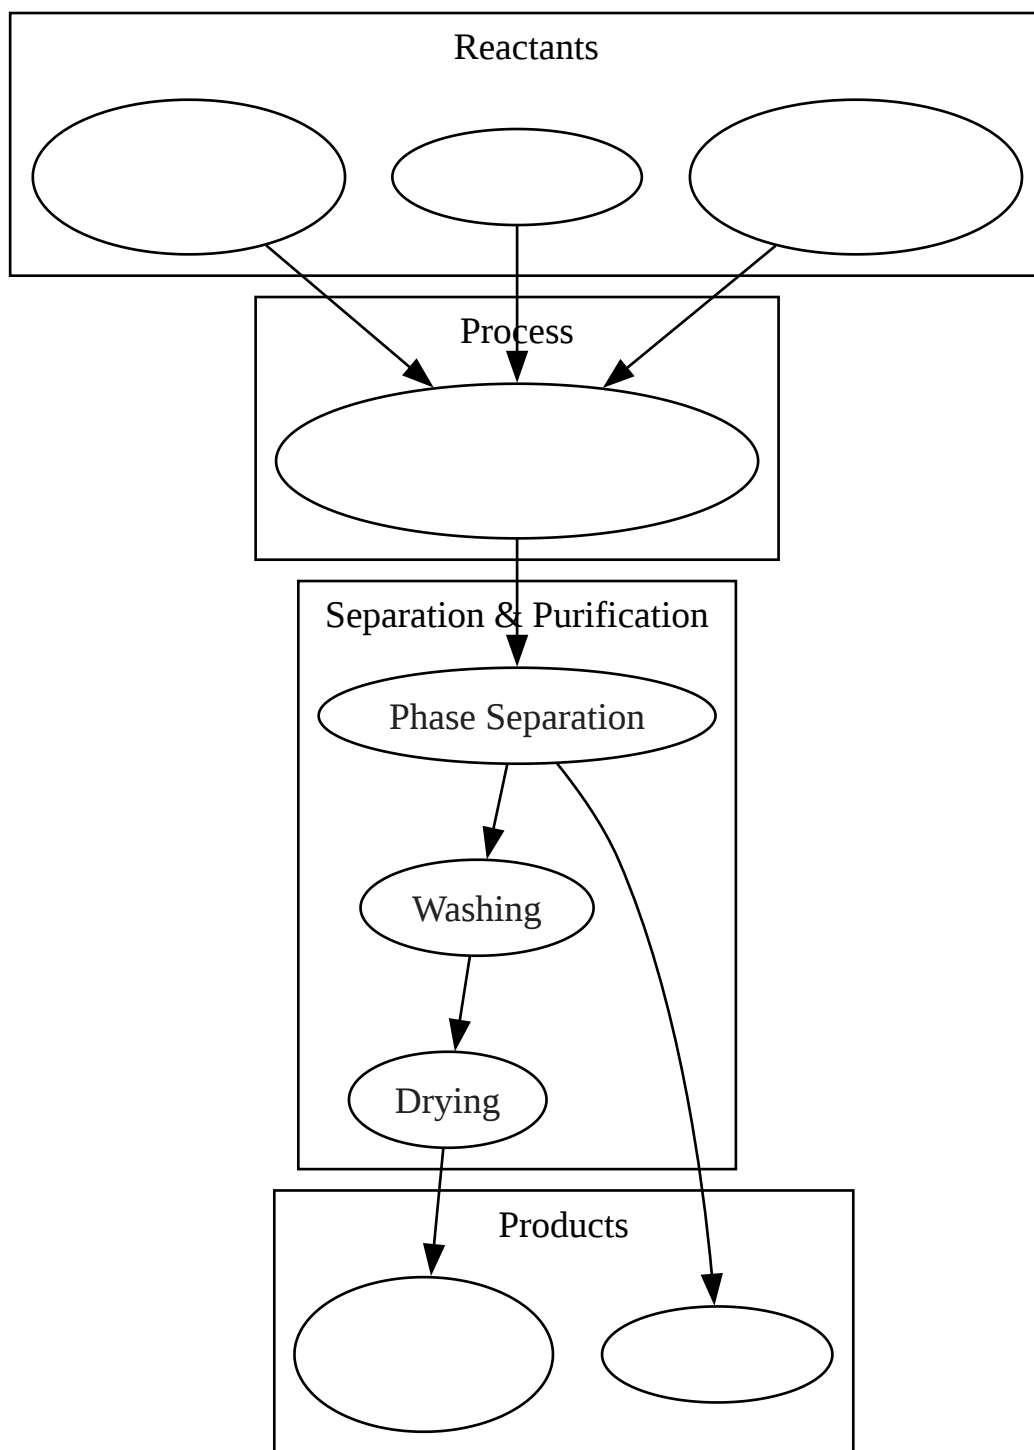 Reactants
Process
Separation & Purification
Phase Separation
Washing
Drying
Products